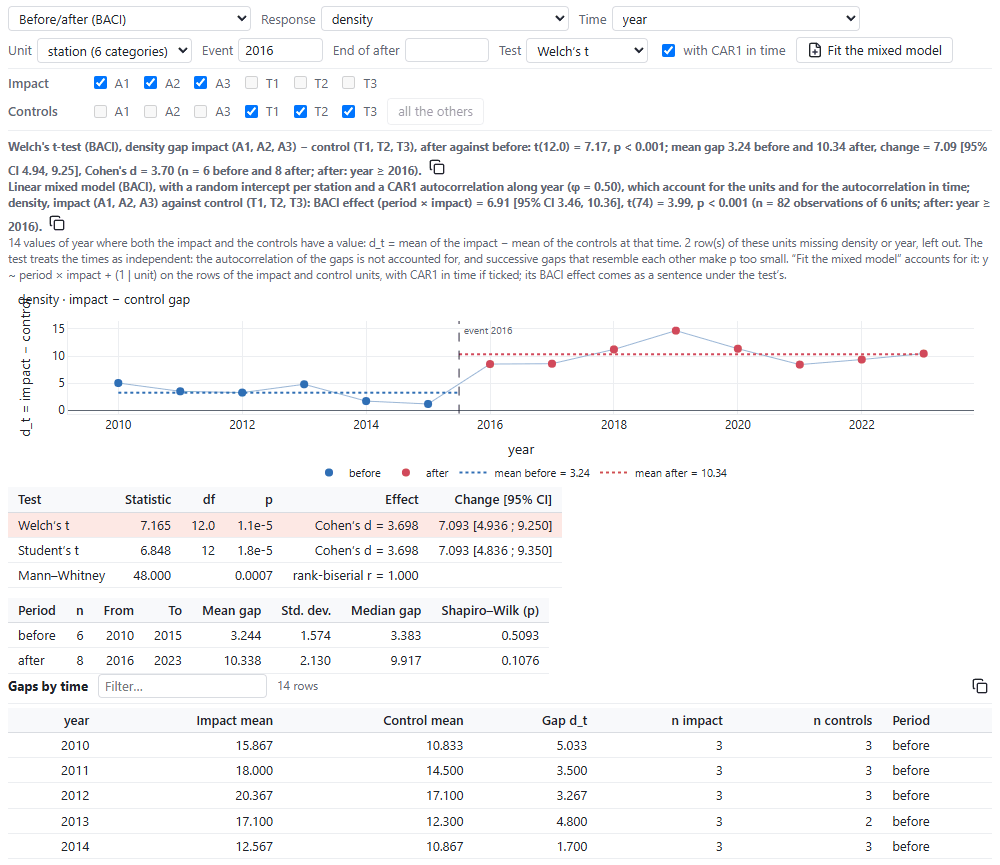 Before/after (BACI) Response density Time year
Unit station (6 categories) Event 2016 End of after Test Welch's t with CAR1 in time Fit the mixed model
Impact A1 A2 A3 T1 T2 T3
Controls A1 A2 A3 T1 T2 T3 all the others
Welch's t-test (BACI), density gap impact (A1, A2, A3) − control (T1, T2, T3), after against before: t(12.0) = 7.17, p < 0.001; mean gap 3.24 before and 10.34 after, change = 7.09 [95%
CI 4.94, 9.25], Cohen's d = 3.70 (n = 6 before and 8 after; after: year ≥ 2016).
Linear mixed model (BACI), with a random intercept per station and a CAR1 autocorrelation along year (φ = 0.50), which account for the units and for the autocorrelation in time;
density, impact (A1, A2, A3) against control (T1, T2, T3): BACI effect (period × impact) = 6.91 [95% CI 3.46, 10.36], t(74) = 3.99, p < 0.001 (n = 82 observations of 6 units; after: year ≥
2016).
14 values of year where both the impact and the controls have a value: d_t = mean of the impact − mean of the controls at that time. 2 row(s) of these units missing density or year, left out. The
test treats the times as independent: the autocorrelation of the gaps is not accounted for, and successive gaps that resemble each other make p too small. "Fit the mixed model" accounts for it: y
~ period × impact + (1 | unit) on the rows of the impact and control units, with CAR1 in time if ticked; its BACI effect comes as a sentence under the test's.
density · impact − control gap
d_t = impact − control
15
10
5
0
event 2016
2010 2012 2014 2016 2018 2020 2022
year
before after mean before = 3.24 mean after = 10.34
Test Statistic df p Effect Change [95% CI]
Welch's t 7.165 12.0 1.1e-5 Cohen's d = 3.698 7.093 [4.936 ; 9.250]
Student's t 6.848 12 1.8e-5 Cohen's d = 3.698 7.093 [4.836 ; 9.350]
Mann–Whitney 48.000 0.0007 rank-biserial r = 1.000
Period n From To Mean gap Std. dev. Median gap Shapiro–Wilk (p)
before 6 2010 2015 3.244 1.574 3.383 0.5093
after 8 2016 2023 10.338 2.130 9.917 0.1076
Gaps by time Filter... 14 rows
year Impact mean Control mean Gap d_t n impact n controls Period
2010 15.867 10.833 5.033 3 3 before
2011 18.000 14.500 3.500 3 3 before
2012 20.367 17.100 3.267 3 3 before
2013 17.100 12.300 4.800 3 2 before
2014 12.567 10.867 1.700 3 3 before